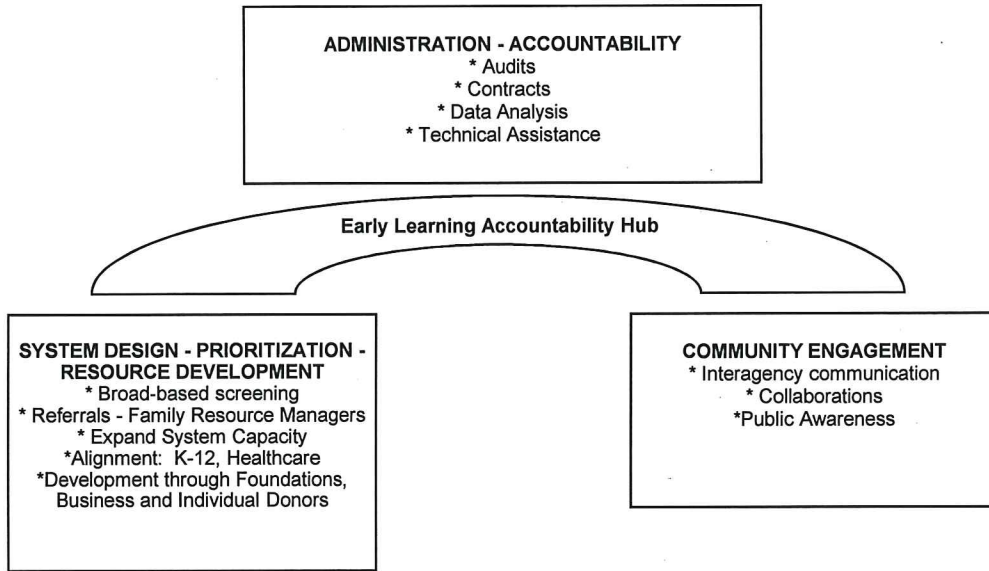 ADMINISTRATION - ACCOUNTABILITY
* Audits
* Contracts
* Data Analysis
* Technical Assistance
Early Learning Accountability Hub
SYSTEM DESIGN - PRIORITIZATION -
RESOURCE DEVELOPMENT
* Broad-based screening
* Referrals - Family Resource Managers
* Expand System Capacity
*Alignment: K-12, Healthcare
*Development through Foundations,
Business and Individual Donors
COMMUNITY ENGAGEMENT
* Interagency communication
* Collaborations
*Public Awareness